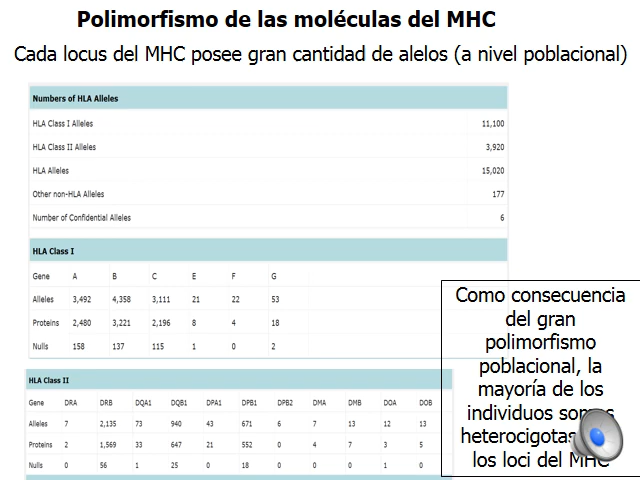 Polimorfismo de las moléculas del MHC
Cada locus del MHC posee gran cantidad de alelos (a nivel poblacional)
Numbers of HLA Alleles
HLA Class I Alleles 11,100
HLA Class II Alleles 3,920
HLA Alleles 15,020
Other non-HLA Alleles 177
Number of Confidential Alleles 6
HLA Class I
Gene A B C E F G
Alleles 3,492 4,358 3,111 21 22 53
Proteins 2,480 3,221 2,196 8 4 18
Nulls 158 137 115 1 0 2
HLA Class II
Gene DRA DRB DQA1 DQB1 DPA1 DPB1 DPB2 DMA DMB DOA DOB
Alleles 7 2,135 73 940 43 671 6 7 13 12 13
Proteins 2 1,569 33 647 21 552 0 4 7 3 5
Nulls 0 56 1 25 0 18 0 0 0 1 0
Como consecuencia
del gran
polimorfismo
poblacional, la
mayoría de los
individuos somos
heterocigotas
los loci del MHC